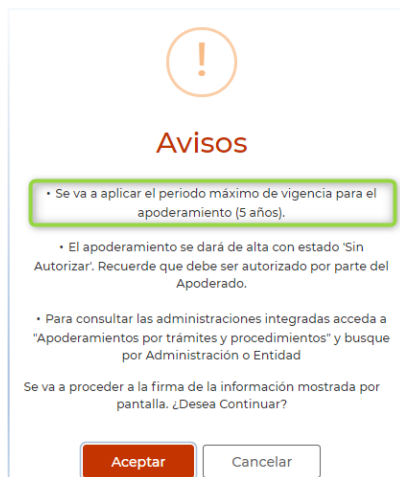 !
Avisos
• Se va a aplicar el periodo máximo de vigencia para el
apoderamiento (5 años).
• El apoderamiento se dará de alta con estado 'Sin
Autorizar'. Recuerde que debe ser autorizado por parte del
Apoderado.
• Para consultar las administraciones integradas acceda a
"Apoderamientos por trámites y procedimientos" y busque
por Administración o Entidad
Se va a proceder a la firma de la información mostrada por
pantalla. ¿Desea Continuar?
Aceptar Cancelar